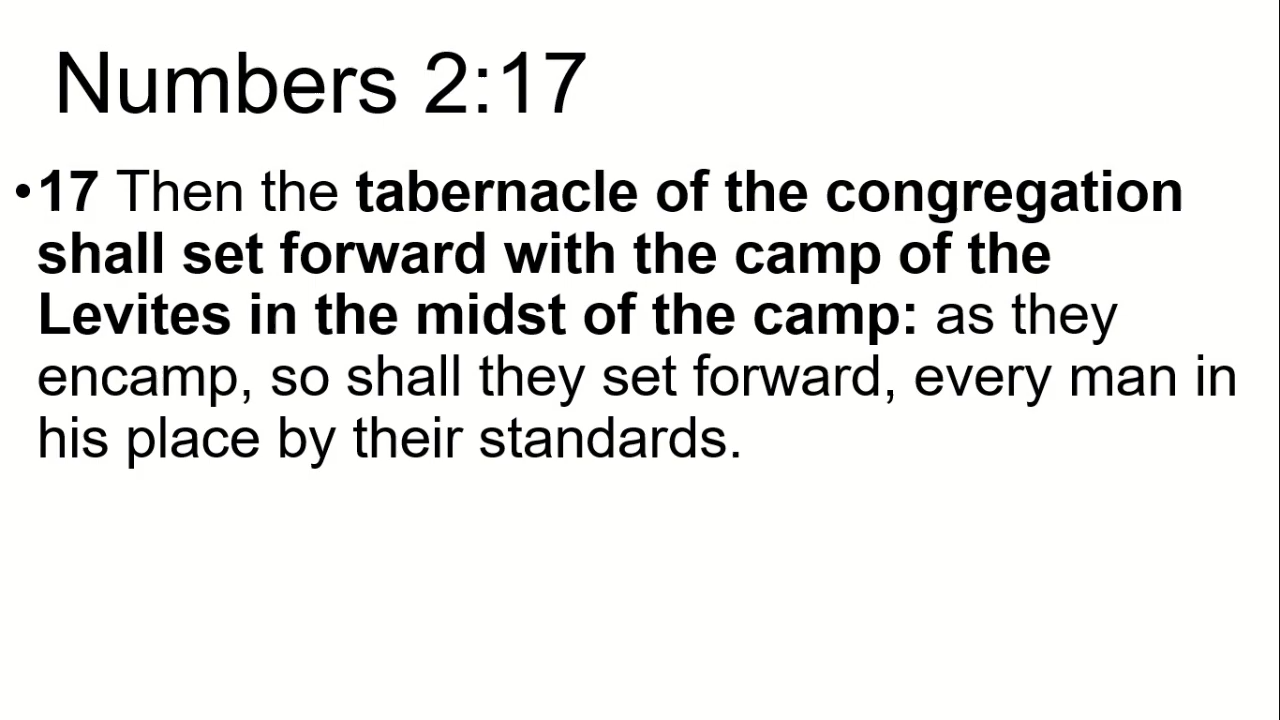 Numbers 2:17
•17 Then the tabernacle of the congregation
shall set forward with the camp of the
Levites in the midst of the camp: as they
encamp, so shall they set forward, every man in
his place by their standards.